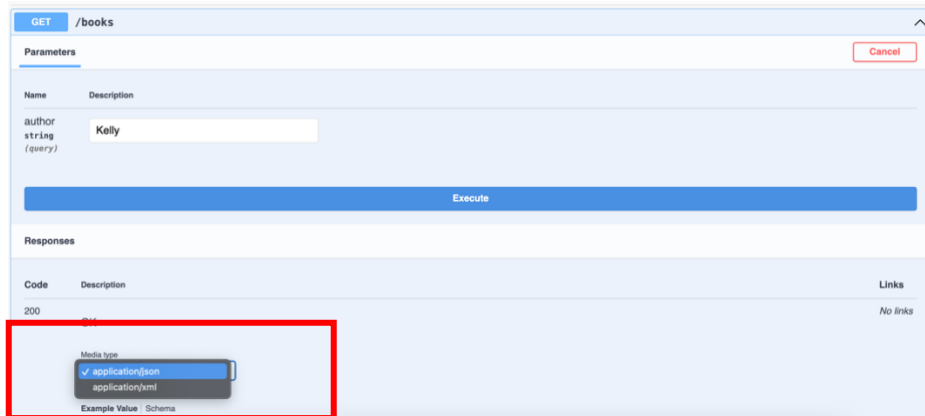 GET /books
Parameters
Cancel
Name Description
author
string
(query)
Kelly
Execute
Responses
Code Description Links
200
No links
Media type
✓ application/json
application/xml
Example Value Schema